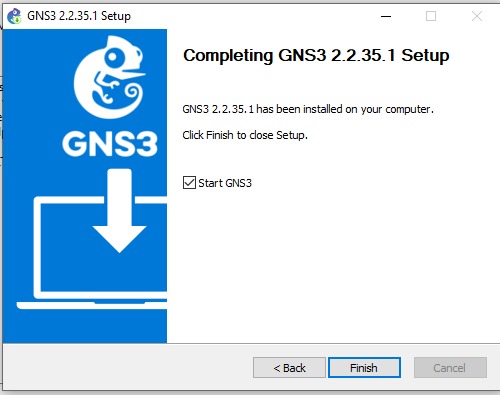 GNS3 2.2.35.1 Setup
Completing GNS3 2.2.35.1 Setup
GNS3 2.2.35.1 has been installed on your computer.
Click Finish to close Setup.
GNS3
Start GNS3
< Back
Finish
Cancel